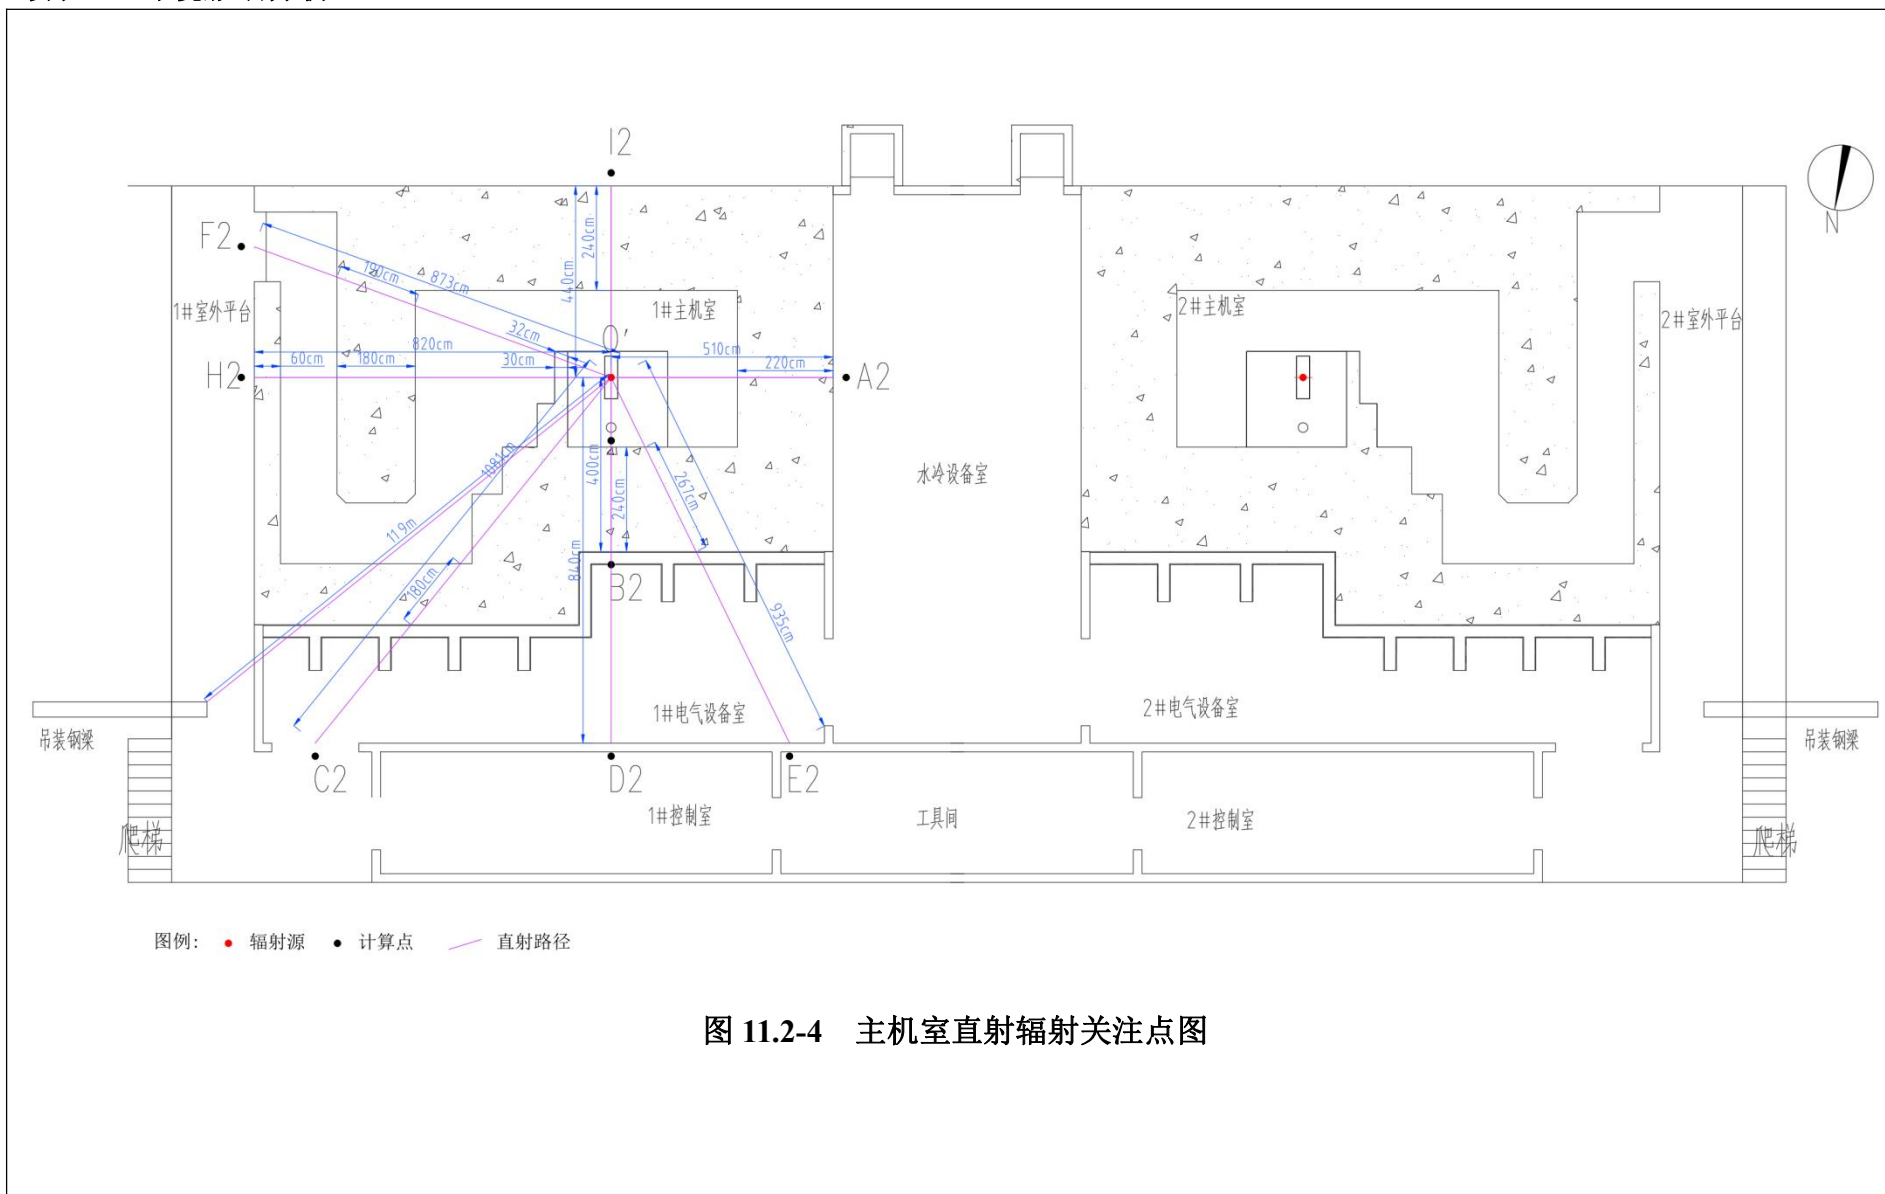 I2
N
F2
240cm
440cm
190cm
873cm
1#室外平台
1#主机室
2#主机室
2#室外平台
O'
32cm
820cm
510cm
60cm
180cm
30cm
220cm
H2
A2
1081cm
400cm
240cm
267cm
水冷设备室
11.9m
840cm
180cm
B2
935cm
1#电气设备室
2#电气设备室
吊装钢梁
吊装钢梁
C2
D2
E2
1#控制室
工具间
2#控制室
爬梯
爬梯
图例: 辐射源 计算点 直射路径
图 11.2-4 主机室直射辐射关注点图